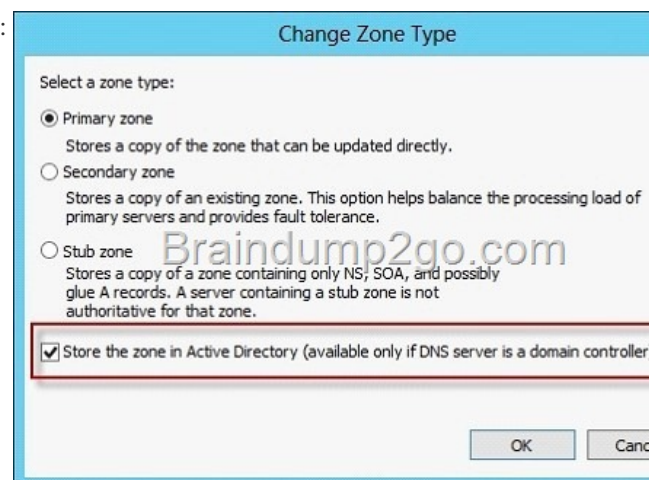 :
Change Zone Type
Select a zone type:
Primary zone
Stores a copy of the zone that can be updated directly.
Secondary zone
Stores a copy of an existing zone. This option helps balance the processing load of
primary servers and provides fault tolerance.
Stub zone
Braindump2go.com
Stores a copy of a zone containing only NS, SOA, and possibly
glue A records. A server containing a stub zone is not
authoritative for that zone.
Store the zone in Active Directory (available only if DNS server is a domain controller
OK
Canc